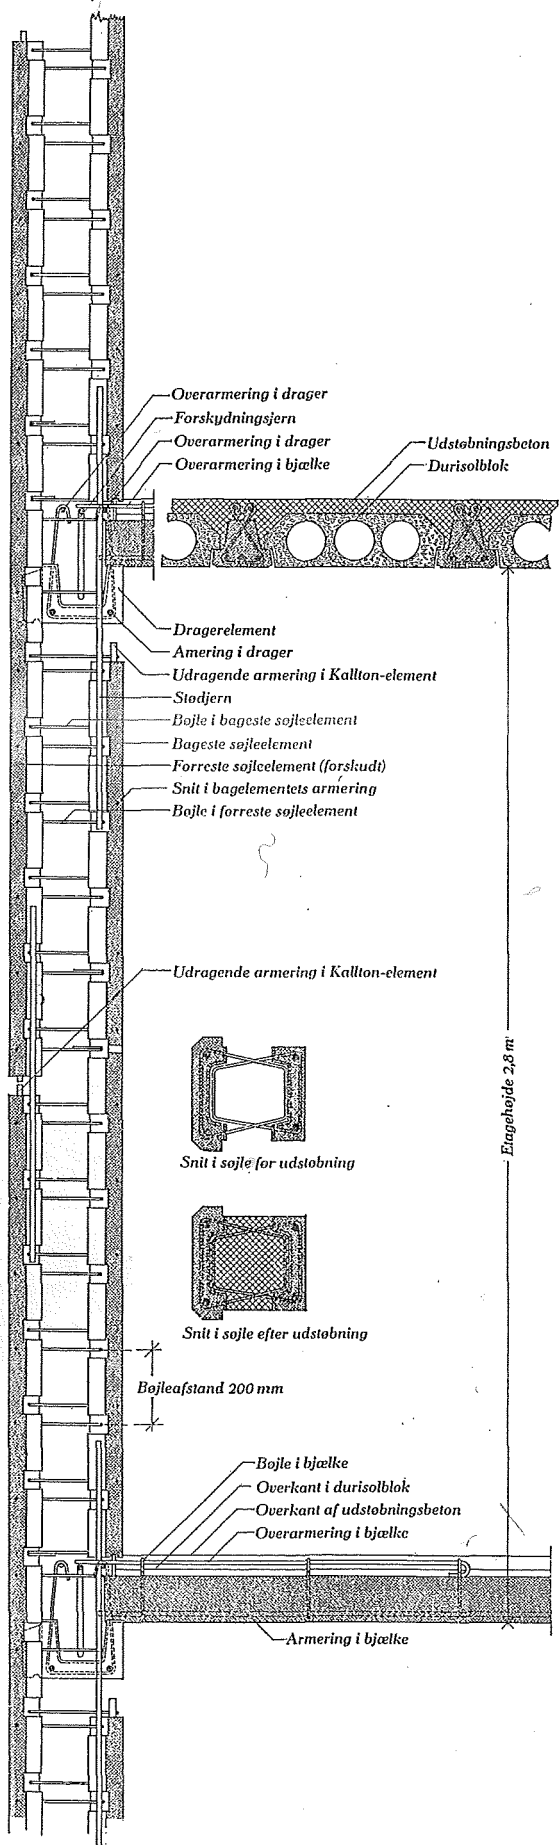 Overarmering i drager
Forskydningsjern
Overarmering i drager
Overarmering i bjælke
Udstøbningsbeton
Durisolblok
Dragerelement
Amering i drager
Udragende armering i Kallton-element
Stødjern
Bøjle i bageste søjleelement
Bageste søjleelement
Forreste søjleelement (forskudt)
Snit i bagelementets armering
Bøjle i forreste søjleelement
Udragende armering i Kallton-element
Etagehøjde 2,8 m
Snit i søjle før udstøbning
Snit i søjle efter udstøbning
Bøjleafstand 200 mm
Bøjle i bjælke
Overkant i durisolblok
Overkant af udstøbningsbeton
Overarmering i bjælke
Armering i bjælke